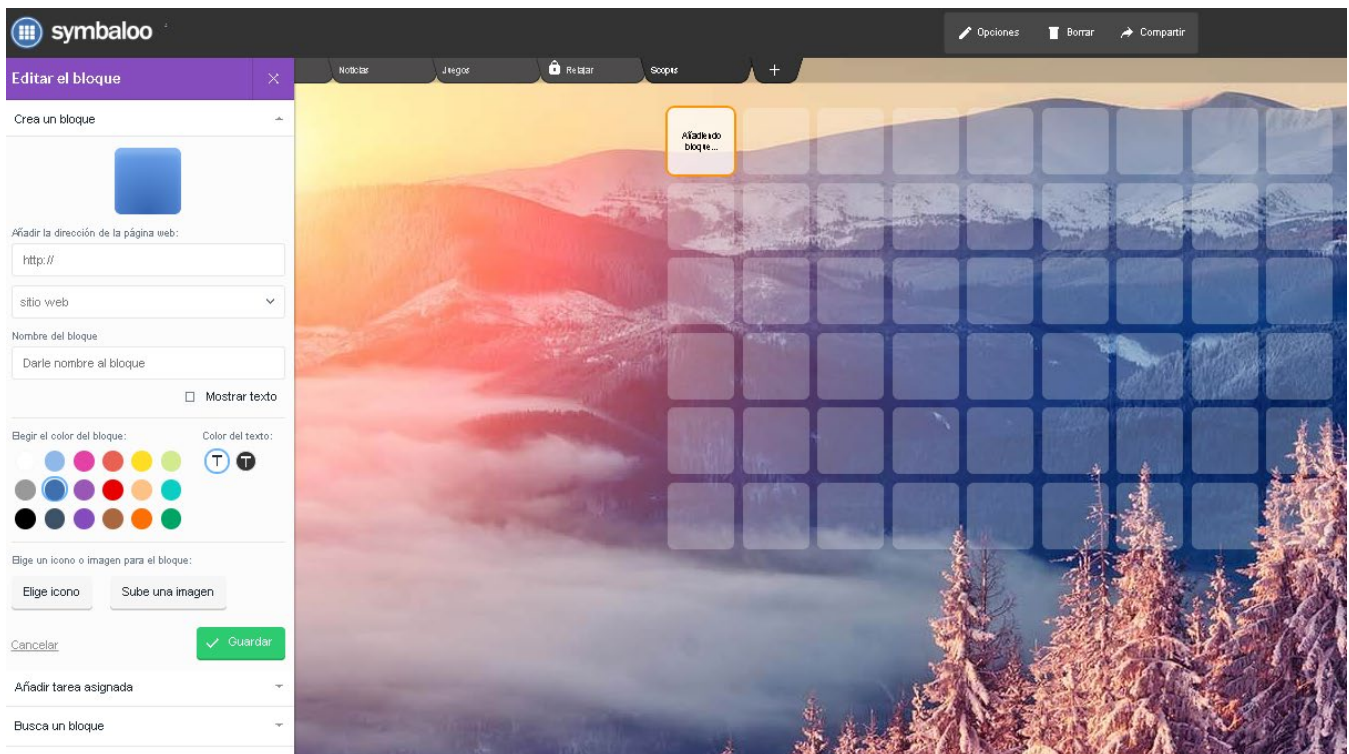 symbaloo
Opciones
Borrar
Compartir
Editar el bloque
Noticias
Juegos
Relajar
Scopus
+
Crea un bloque
Añadiendo
bloque...
Añadir la dirección de la página web:
http://
sitio web
Nombre del bloque
Darle nombre al bloque
Mostrar texto
Elegir el color del bloque:
Color del texto:
T T
Elige un icono o imagen para el bloque:
Elige icono
Sube una imagen
Cancelar
Guardar
Añadir tarea asignada
Busca un bloque